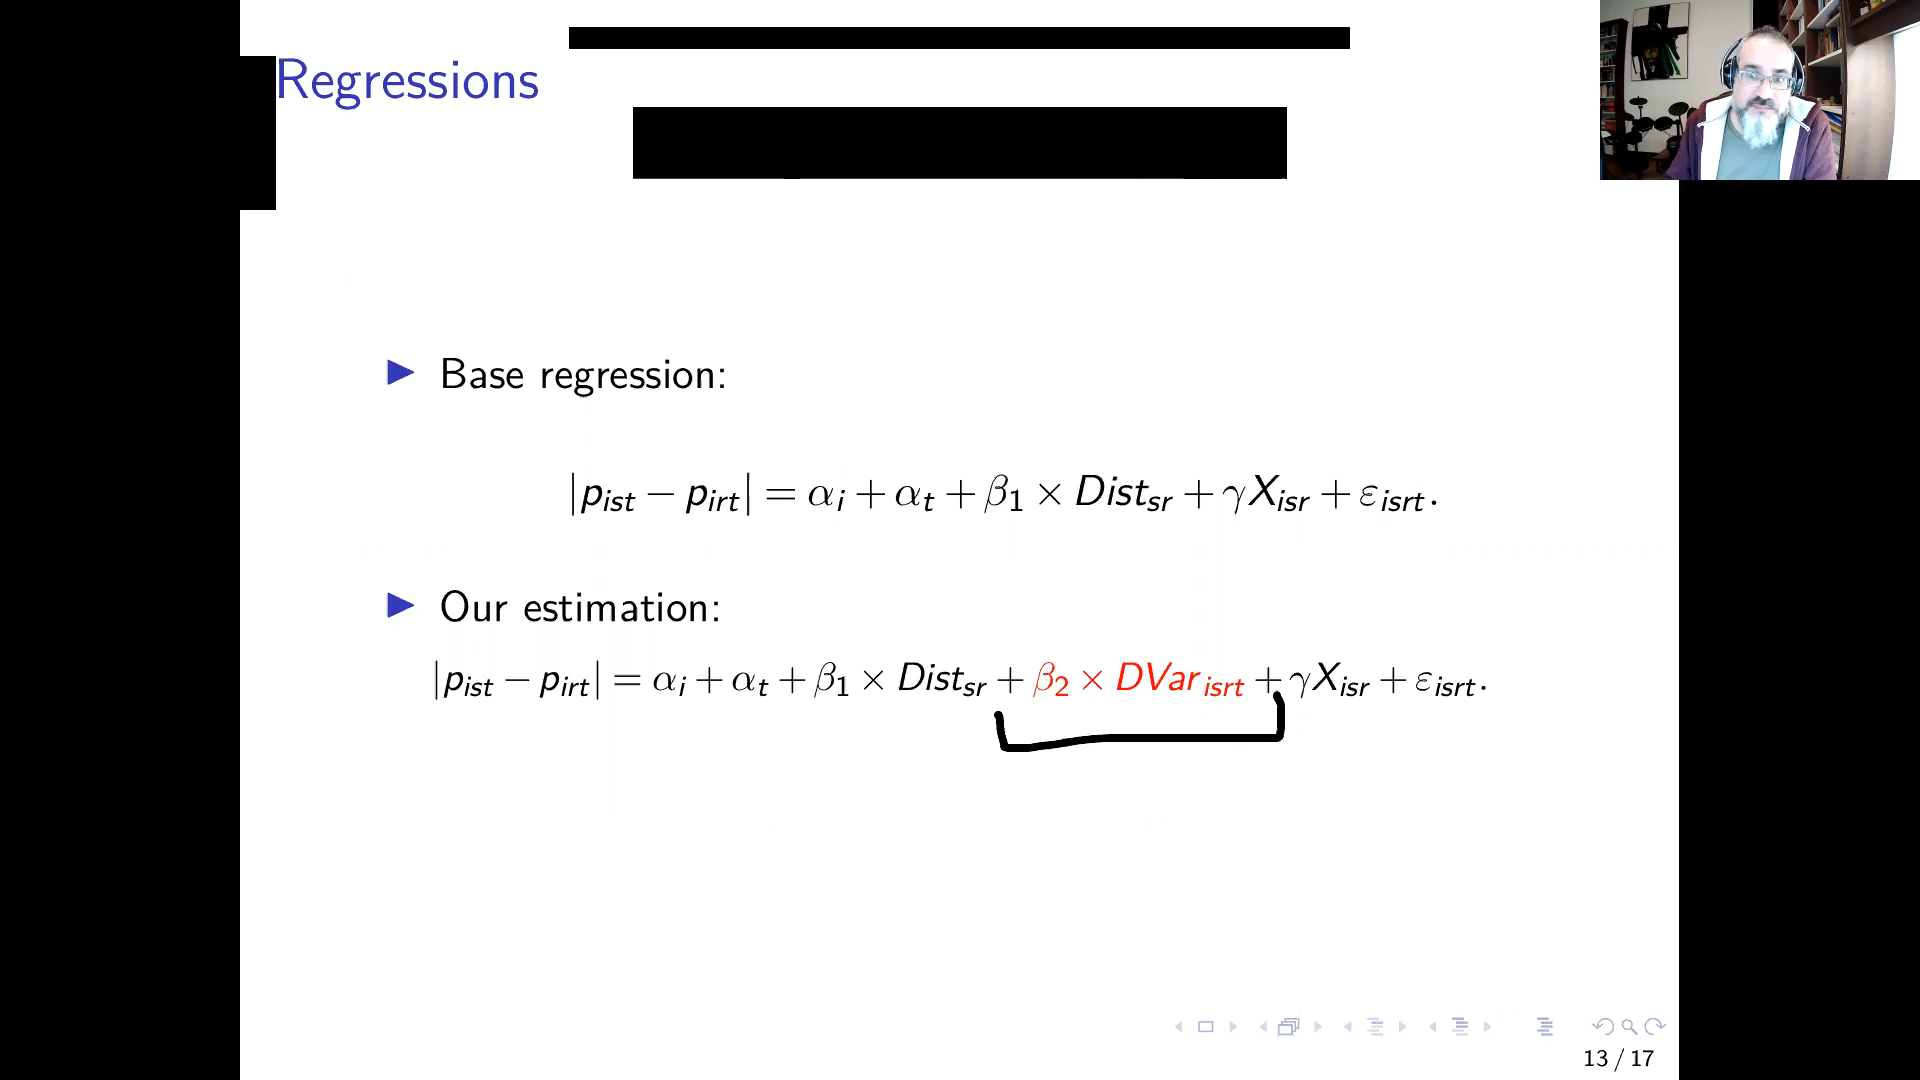 Regressions
Base regression:
|p_ist − p_irt| = α_i + α_t + β_1 × Dist_sr + γX_isr + ε_isrt.
Our estimation:
|p_ist − p_irt| = α_i + α_t + β_1 × Dist_sr + β_2 × DVar_isrt + γX_isr + ε_isrt.
13 / 17